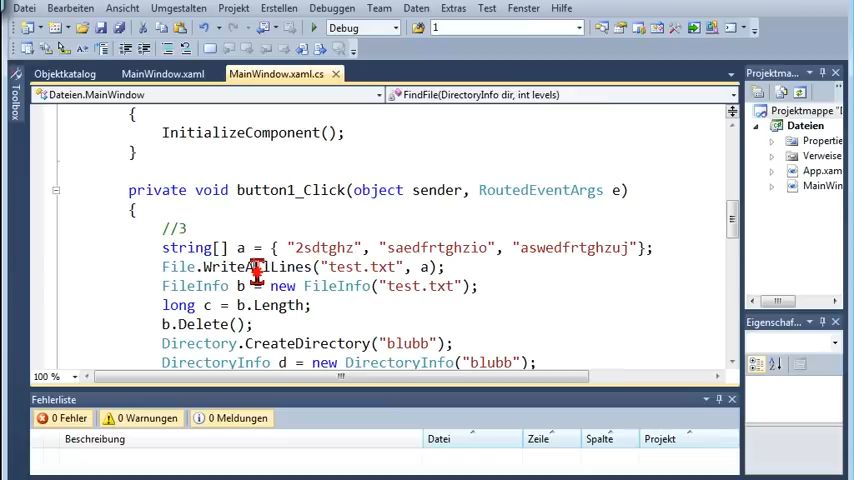 Datei Bearbeiten Ansicht Umgestalten Projekt Erstellen Debuggen Team Daten Extras Test Fenster Hilfe
Debug 1
Objektkatalog MainWindow.xaml MainWindow.xaml.cs
Dateien.MainWindow FindFile(DirectoryInfo dir, int levels)
{
InitializeComponent();
}
private void button1_Click(object sender, RoutedEventArgs e)
{
//3
string[] a = { "2sdtghz", "saedfrtghzio", "aswedfrtghzuj"};
File.WriteAllLines("test.txt", a);
FileInfo b = new FileInfo("test.txt");
long c = b.Length;
b.Delete();
Directory.CreateDirectory("blubb");
DirectoryInfo d = new DirectoryInfo("blubb");
100 %
Toolbox
Projektma...
Projektmappe "D
Dateien
Propertie
Verweise
App.xam
MainWin
Eigenschaf...
Fehlerliste
0 Fehler 0 Warnungen 0 Meldungen
Beschreibung Datei Zeile Spalte Projekt